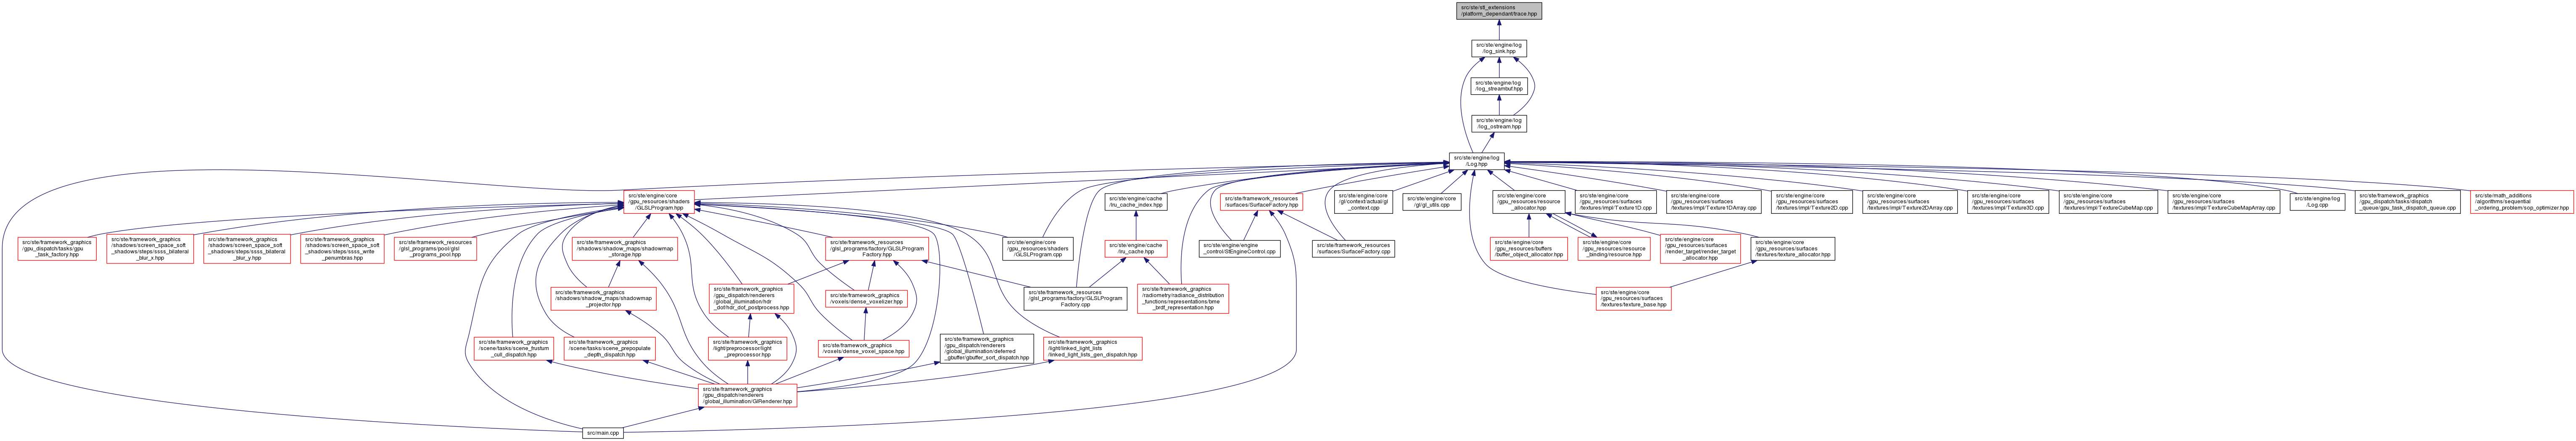 src/ste/stl_extensions
/platform_dependant/trace.hpp
src/ste/engine/log
/log_sink.hpp
src/ste/engine/log
/log_streambuf.hpp
src/ste/engine/log
/log_ostream.hpp
src/ste/engine/log
/Log.hpp
src/ste/engine/core
/gpu_resources/shaders
/GLSLProgram.hpp
src/ste/engine/cache
/lru_cache_index.hpp
src/ste/framework_resources
/surfaces/SurfaceFactory.hpp
src/ste/engine/core
/gl/context/actual/gl
_context.cpp
src/ste/engine/core
/gl/gl_utils.cpp
src/ste/engine/core
/gpu_resources/resource
_allocator.hpp
src/ste/engine/core
/gpu_resources/surfaces
/textures/impl/Texture1D.cpp
src/ste/engine/core
/gpu_resources/surfaces
/textures/impl/Texture1DArray.cpp
src/ste/engine/core
/gpu_resources/surfaces
/textures/impl/Texture2D.cpp
src/ste/engine/core
/gpu_resources/surfaces
/textures/impl/Texture2DArray.cpp
src/ste/engine/core
/gpu_resources/surfaces
/textures/impl/Texture3D.cpp
src/ste/engine/core
/gpu_resources/surfaces
/textures/impl/TextureCubeMap.cpp
src/ste/engine/core
/gpu_resources/surfaces
/textures/impl/TextureCubeMapArray.cpp
src/ste/engine/log
/Log.cpp
src/ste/framework_graphics
/gpu_dispatch/tasks/dispatch
_queue/gpu_task_dispatch_queue.cpp
src/ste/math_additions
/algorithms/sequential
_ordering_problem/sop_optimizer.hpp
src/ste/framework_graphics
/gpu_dispatch/tasks/gpu
_task_factory.hpp
src/ste/framework_graphics
/shadows/screen_space_soft
_shadows/steps/ssss_bilateral
_blur_x.hpp
src/ste/framework_graphics
/shadows/screen_space_soft
_shadows/steps/ssss_bilateral
_blur_y.hpp
src/ste/framework_graphics
/shadows/screen_space_soft
_shadows/steps/ssss_write
_penumbras.hpp
src/ste/framework_resources
/glsl_programs/pool/glsl
_programs_pool.hpp
src/ste/framework_graphics
/shadows/shadow_maps/shadowmap
_storage.hpp
src/ste/framework_resources
/glsl_programs/factory/GLSLProgram
Factory.hpp
src/ste/engine/core
/gpu_resources/shaders
/GLSLProgram.cpp
src/ste/engine/cache
/lru_cache.hpp
src/ste/engine/engine
_control/StEngineControl.cpp
src/ste/framework_resources
/surfaces/SurfaceFactory.cpp
src/ste/engine/core
/gpu_resources/buffers
/buffer_object_allocator.hpp
src/ste/engine/core
/gpu_resources/resource
_binding/resource.hpp
src/ste/engine/core
/gpu_resources/surfaces
/render_target/render_target
_allocator.hpp
src/ste/engine/core
/gpu_resources/surfaces
/textures/texture_allocator.hpp
src/ste/framework_graphics
/shadows/shadow_maps/shadowmap
_projector.hpp
src/ste/framework_graphics
/gpu_dispatch/renderers
/global_illumination/hdr
_dof/hdr_dof_postprocess.hpp
src/ste/framework_graphics
/voxels/dense_voxelizer.hpp
src/ste/framework_resources
/glsl_programs/factory/GLSLProgram
Factory.cpp
src/ste/framework_graphics
/radiometry/radiance_distribution
_functions/representations/bme
_brdf_representation.hpp
src/ste/engine/core
/gpu_resources/surfaces
/textures/texture_base.hpp
src/ste/framework_graphics
/scene/tasks/scene_frustum
_cull_dispatch.hpp
src/ste/framework_graphics
/scene/tasks/scene_prepopulate
_depth_dispatch.hpp
src/ste/framework_graphics
/light/preprocessor/light
_preprocessor.hpp
src/ste/framework_graphics
/voxels/dense_voxel_space.hpp
src/ste/framework_graphics
/gpu_dispatch/renderers
/global_illumination/deferred
_gbuffer/gbuffer_sort_dispatch.hpp
src/ste/framework_graphics
/light/linked_light_lists
/linked_light_lists_gen_dispatch.hpp
src/ste/framework_graphics
/gpu_dispatch/renderers
/global_illumination/GIRenderer.hpp
src/main.cpp